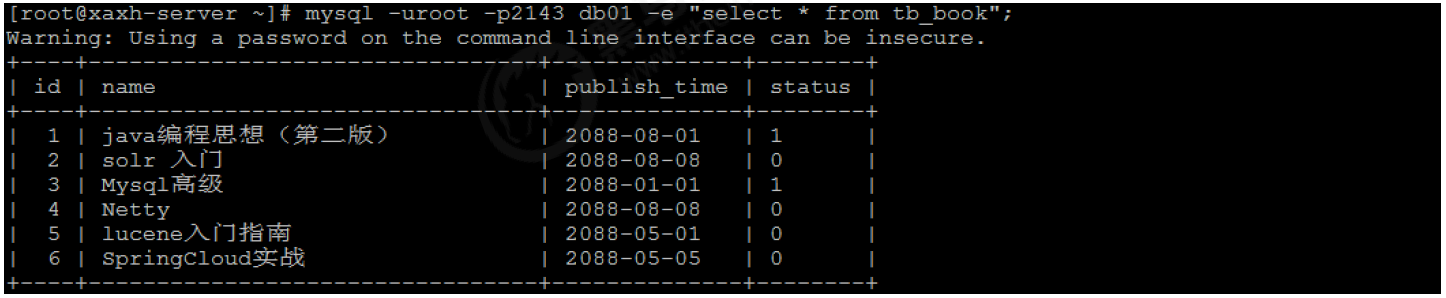 [root@xaxh-server ~]# mysql -uroot -p2143 db01 -e "select * from tb_book";
Warning: Using a password on the command line interface can be insecure.
+----+---------------------------------+--------------+--------+
| id | name | publish_time | status |
+----+---------------------------------+--------------+--------+
| 1 | java编程思想（第二版） | 2088-08-01 | 1 |
| 2 | solr 入门 | 2088-08-08 | 0 |
| 3 | Mysql高级 | 2088-01-01 | 1 |
| 4 | Netty | 2088-08-08 | 0 |
| 5 | lucene入门指南 | 2088-05-01 | 0 |
| 6 | SpringCloud实战 | 2088-05-05 | 0 |
+----+---------------------------------+--------------+--------+